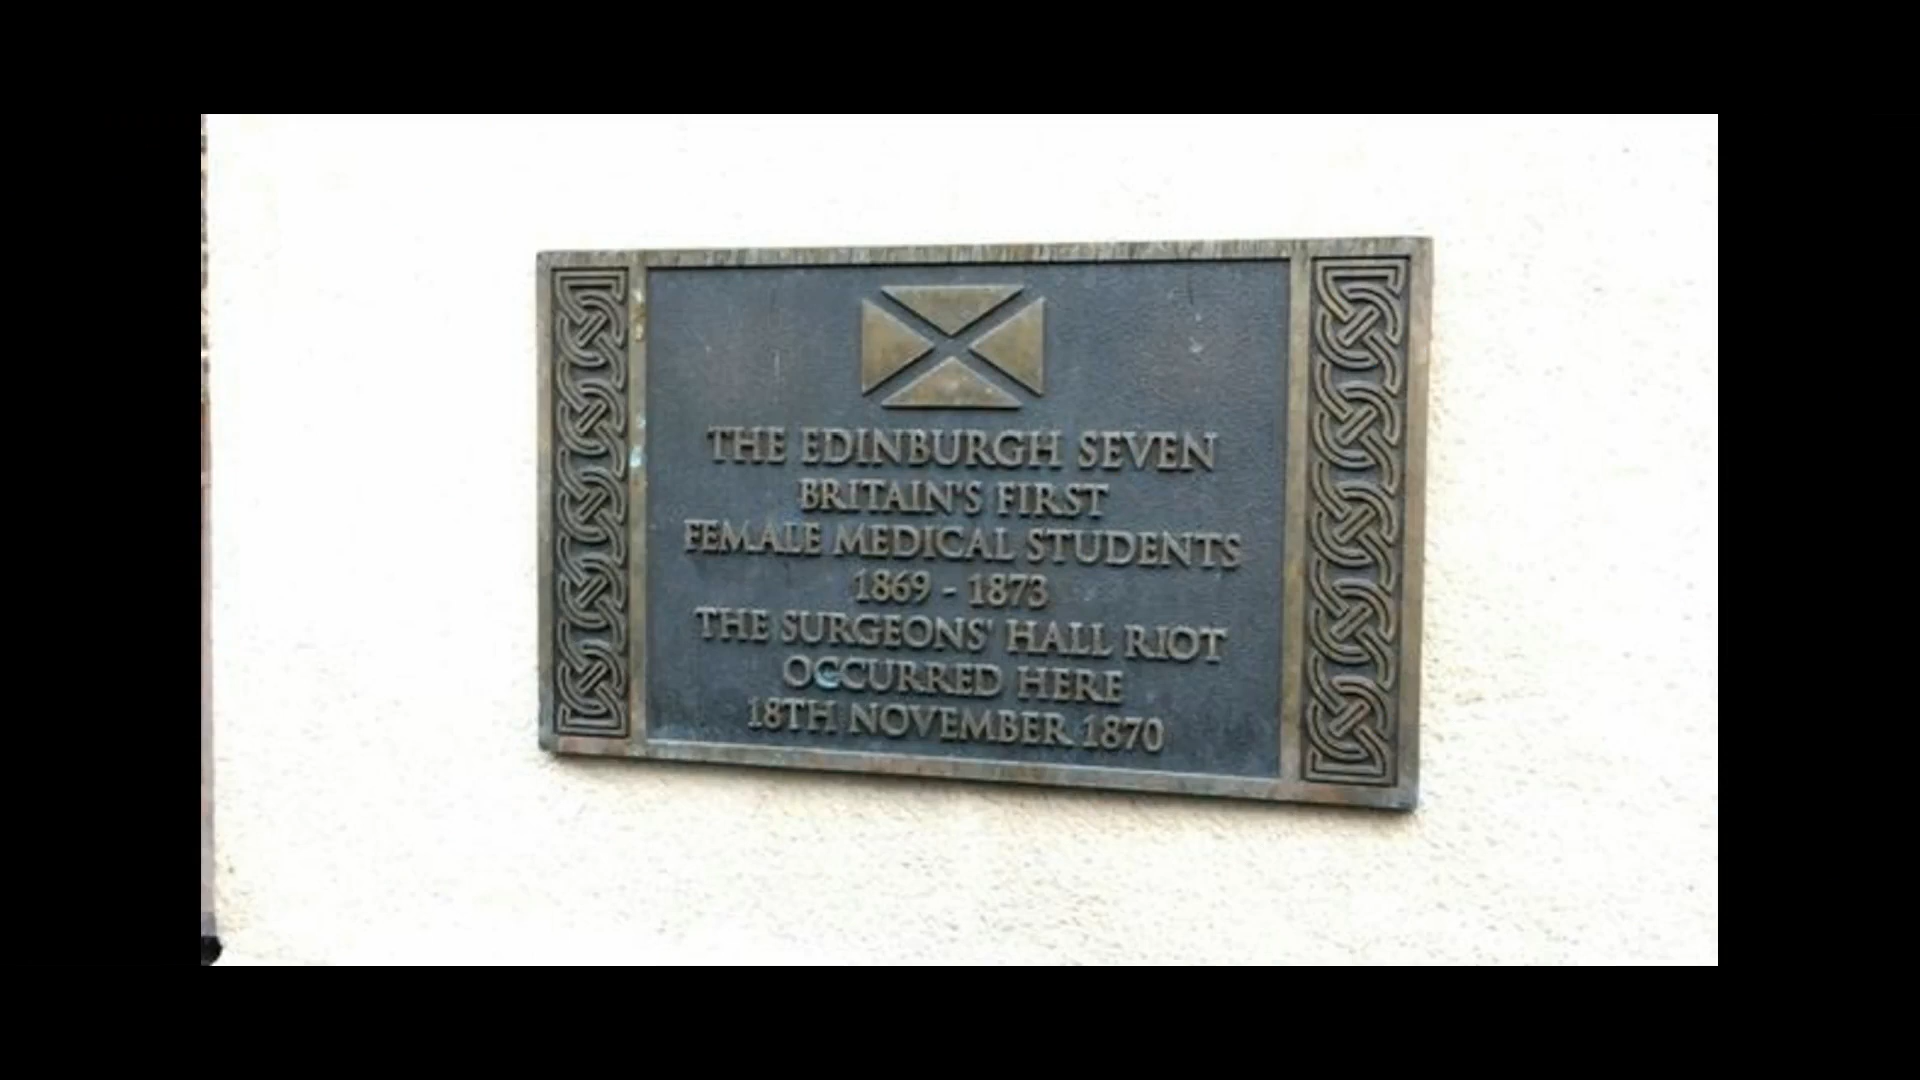 THE EDINBURGH SEVEN
BRITAIN'S FIRST
FEMALE MEDICAL STUDENTS
1869 - 1873
THE SURGEONS' HALL RIOT
OCCURRED HERE
18TH NOVEMBER 1870